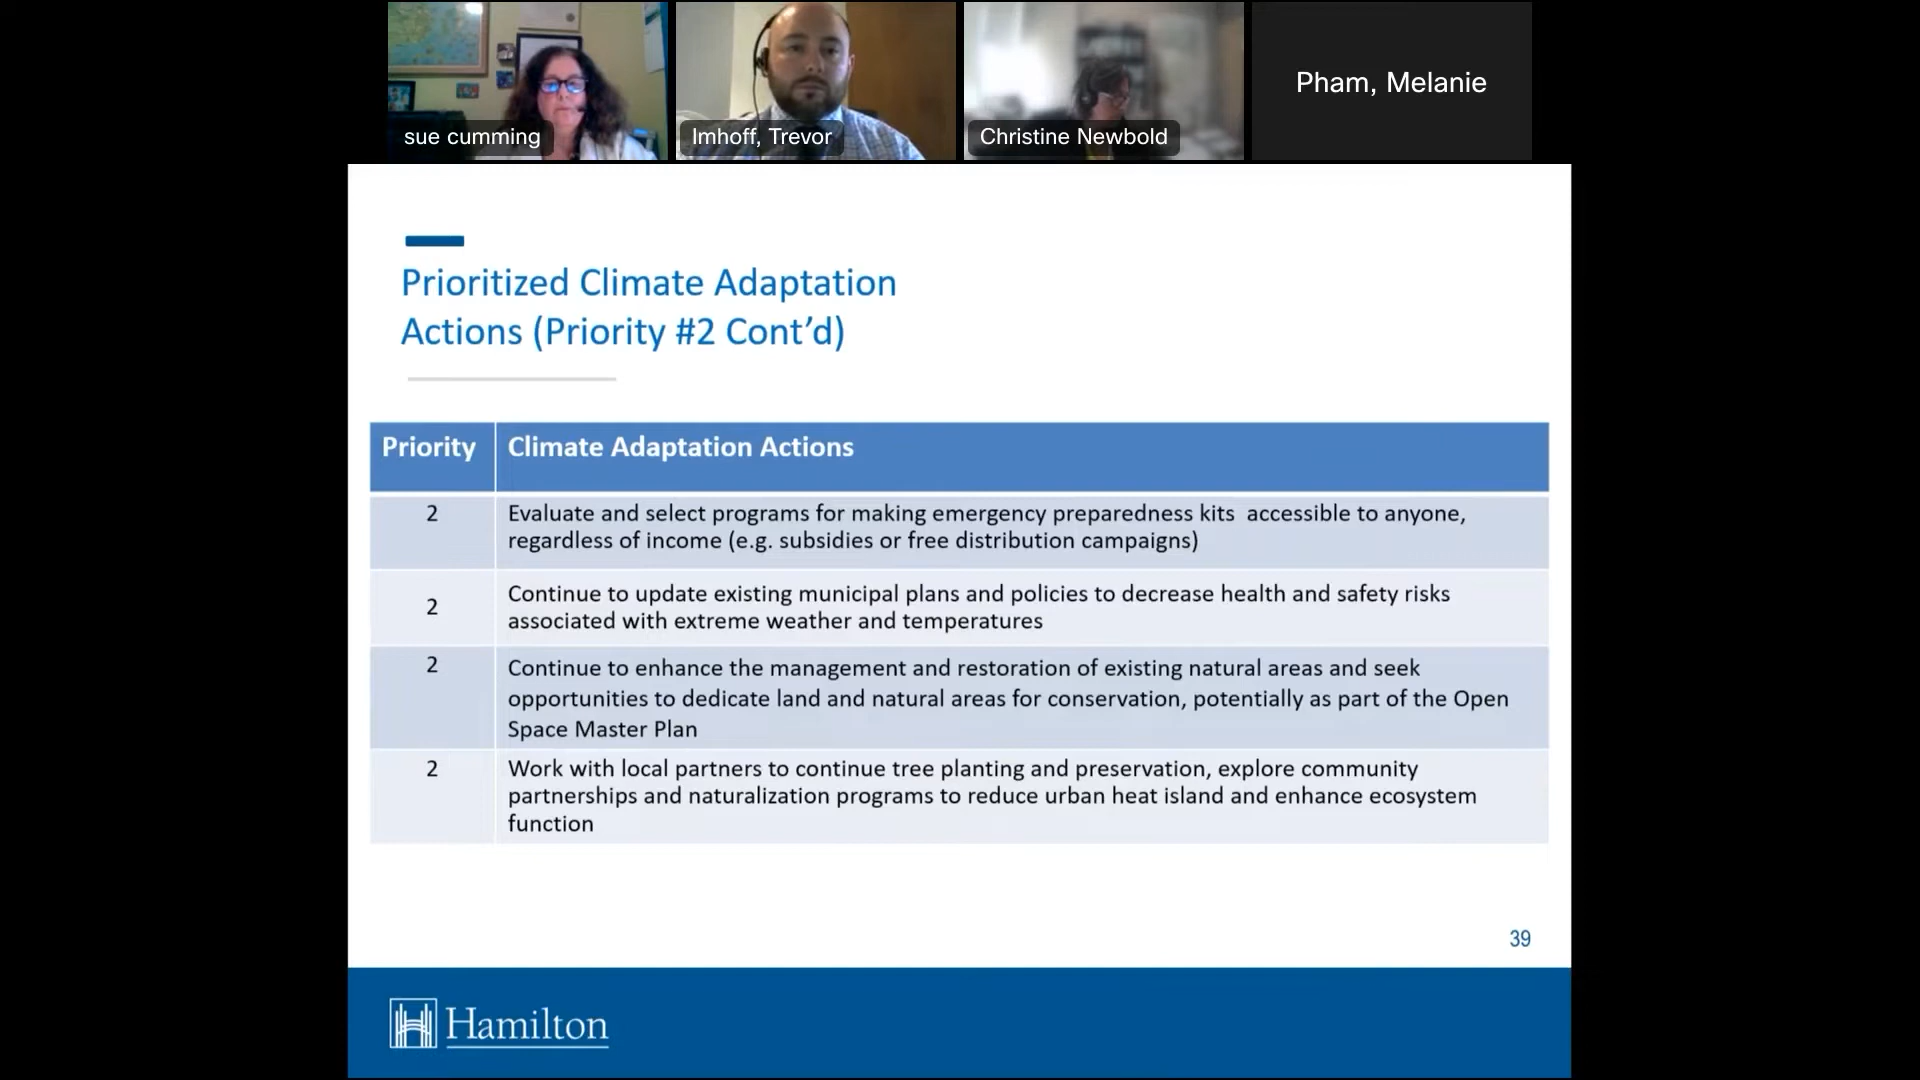 sue cumming
Imhoff, Trevor
Christine Newbold
Pham, Melanie
Prioritized Climate Adaptation
Actions (Priority #2 Cont’d)
Priority
Climate Adaptation Actions
2
Evaluate and select programs for making emergency preparedness kits  accessible to anyone,
regardless of income (e.g. subsidies or free distribution campaigns)
2
Continue to update existing municipal plans and policies to decrease health and safety risks
associated with extreme weather and temperatures
2
Continue to enhance the management and restoration of existing natural areas and seek
opportunities to dedicate land and natural areas for conservation, potentially as part of the Open
Space Master Plan
2
Work with local partners to continue tree planting and preservation, explore community
partnerships and naturalization programs to reduce urban heat island and enhance ecosystem
function
39
Hamilton